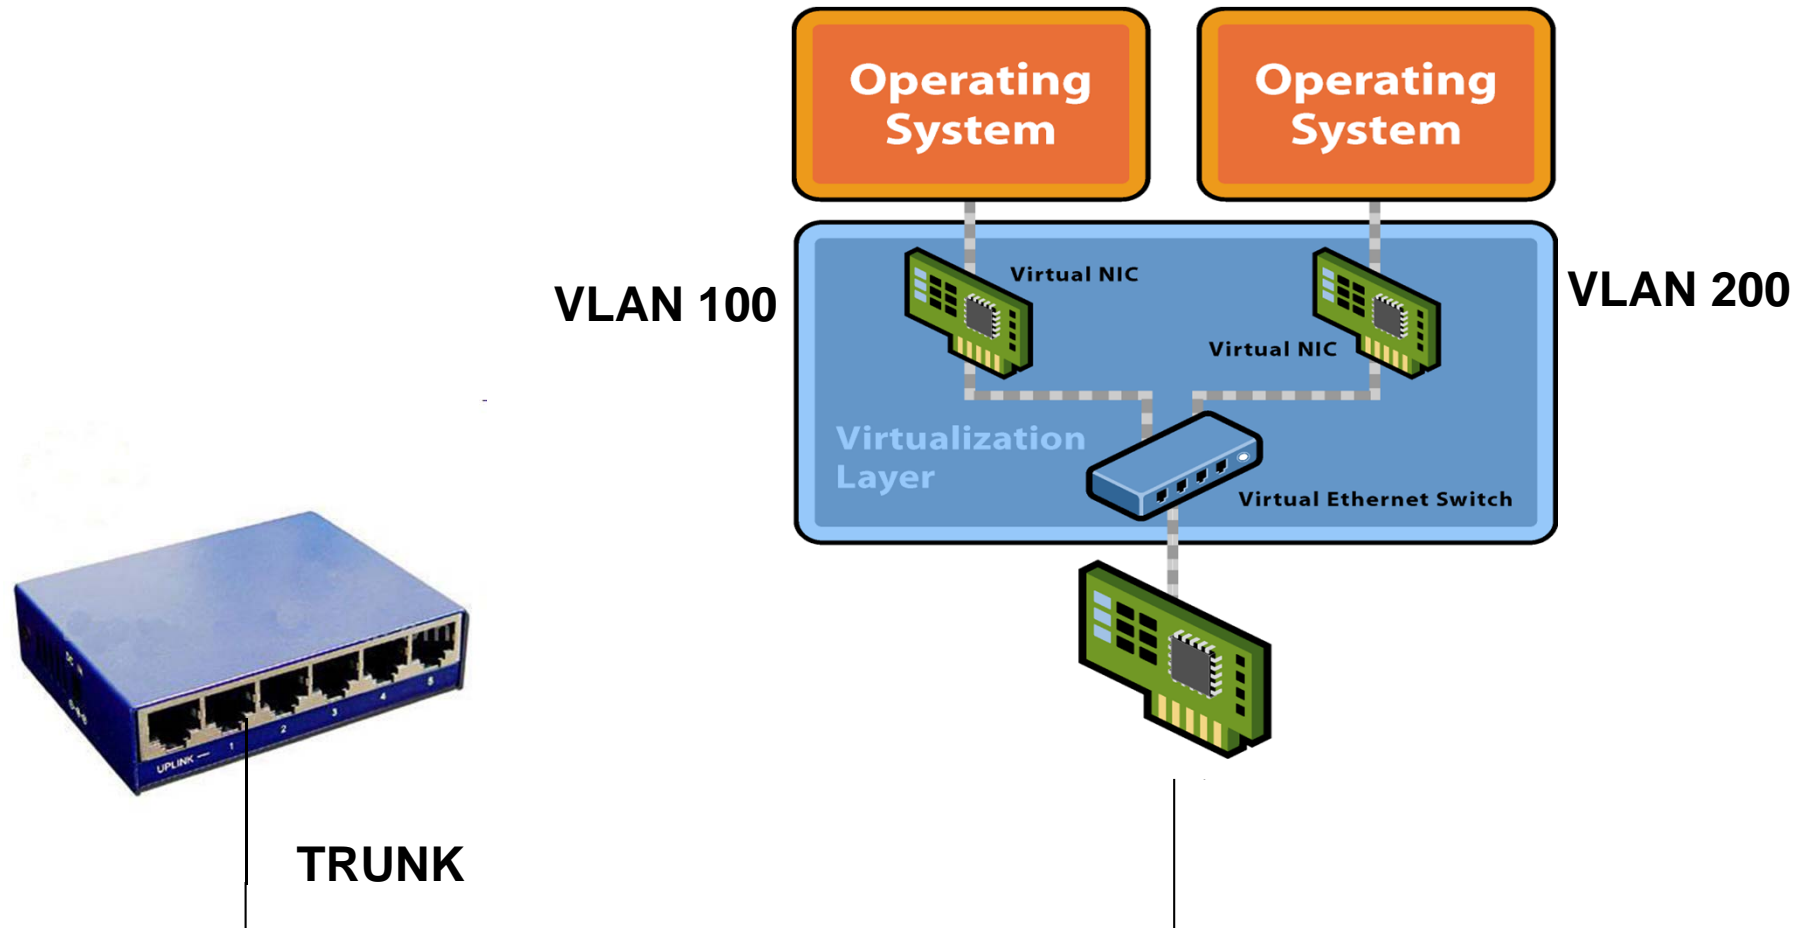 Operating
System
Operating
System
Virtual NIC
VLAN 100
VLAN 200
Virtual NIC
Virtualization
Layer
Virtual Ethernet Switch
UPLINK
1
2
3
4
5
TRUNK